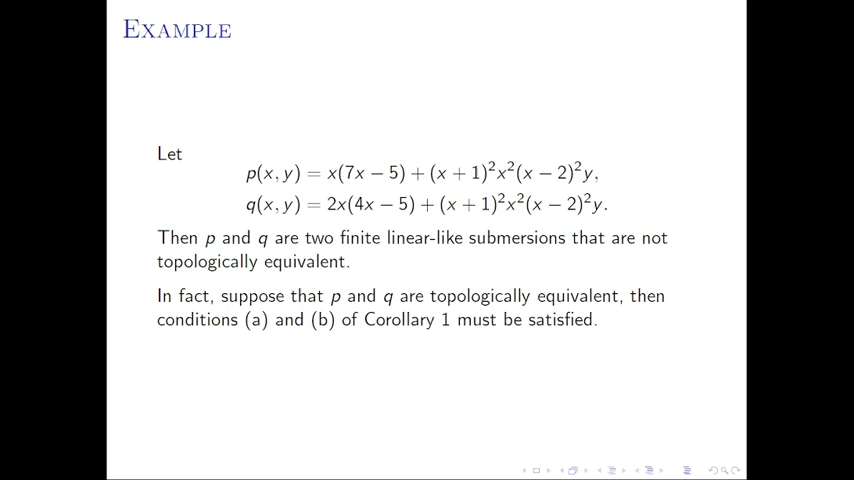 Example
Let
p(x, y) = x(7x − 5) + (x + 1)²x²(x − 2)²y,
q(x, y) = 2x(4x − 5) + (x + 1)²x²(x − 2)²y.
Then p and q are two finite linear-like submersions that are not
topologically equivalent.
In fact, suppose that p and q are topologically equivalent, then
conditions (a) and (b) of Corollary 1 must be satisfied.